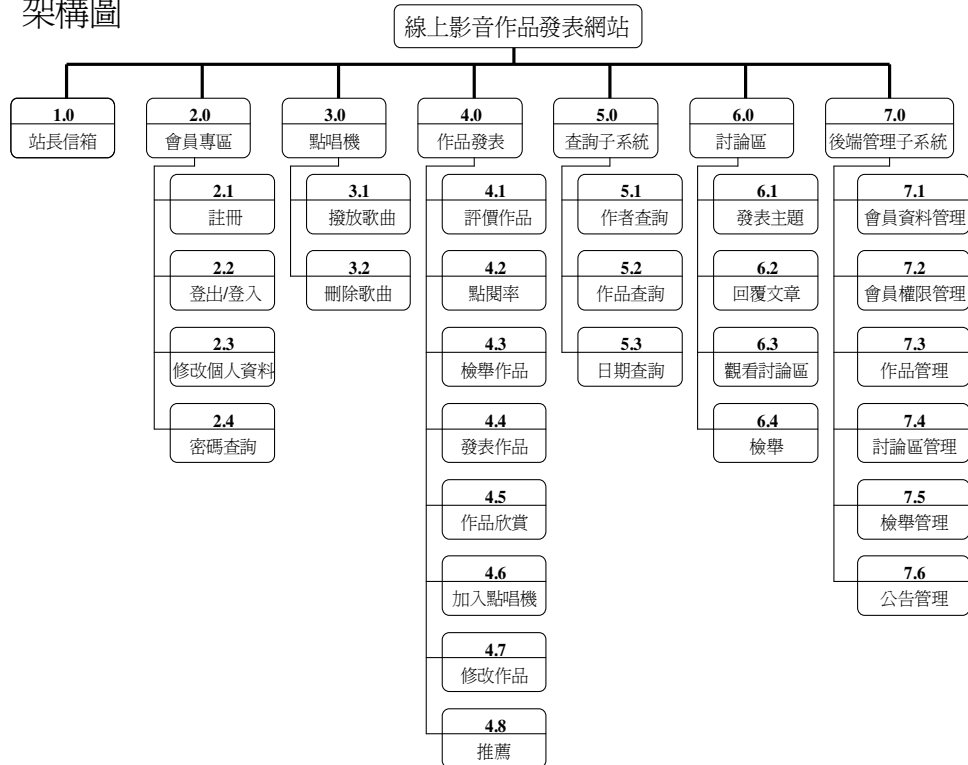 架構圖
線上影音作品發表網站
1.0
站長信箱
2.0
會員專區
2.1
註冊
2.2
登出/登入
2.3
修改個人資料
2.4
密碼查詢
3.0
點唱機
3.1
撥放歌曲
3.2
刪除歌曲
4.0
作品發表
4.1
評價作品
4.2
點閱率
4.3
檢舉作品
4.4
發表作品
4.5
作品欣賞
4.6
加入點唱機
4.7
修改作品
4.8
推薦
5.0
查詢子系統
5.1
作者查詢
5.2
作品查詢
5.3
日期查詢
6.0
討論區
6.1
發表主題
6.2
回覆文章
6.3
觀看討論區
6.4
檢舉
7.0
後端管理子系統
7.1
會員資料管理
7.2
會員權限管理
7.3
作品管理
7.4
討論區管理
7.5
檢舉管理
7.6
公告管理